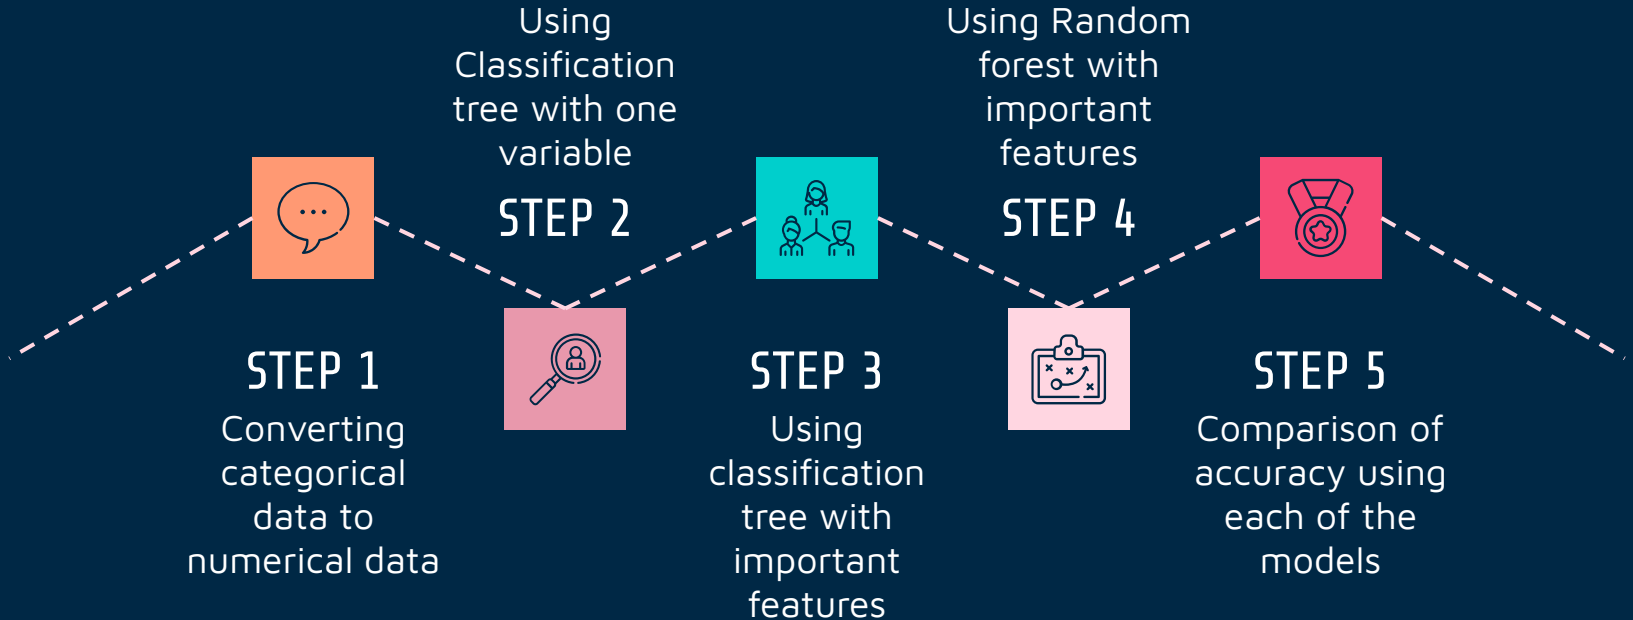 STEP 1
Converting
categorical
data to
numerical data
Using
Classification
tree with one
variable
STEP 2
STEP 3
Using
classification
tree with
important
features
Using Random
forest with
important
features
STEP 4
STEP 5
Comparison of
accuracy using
each of the
models